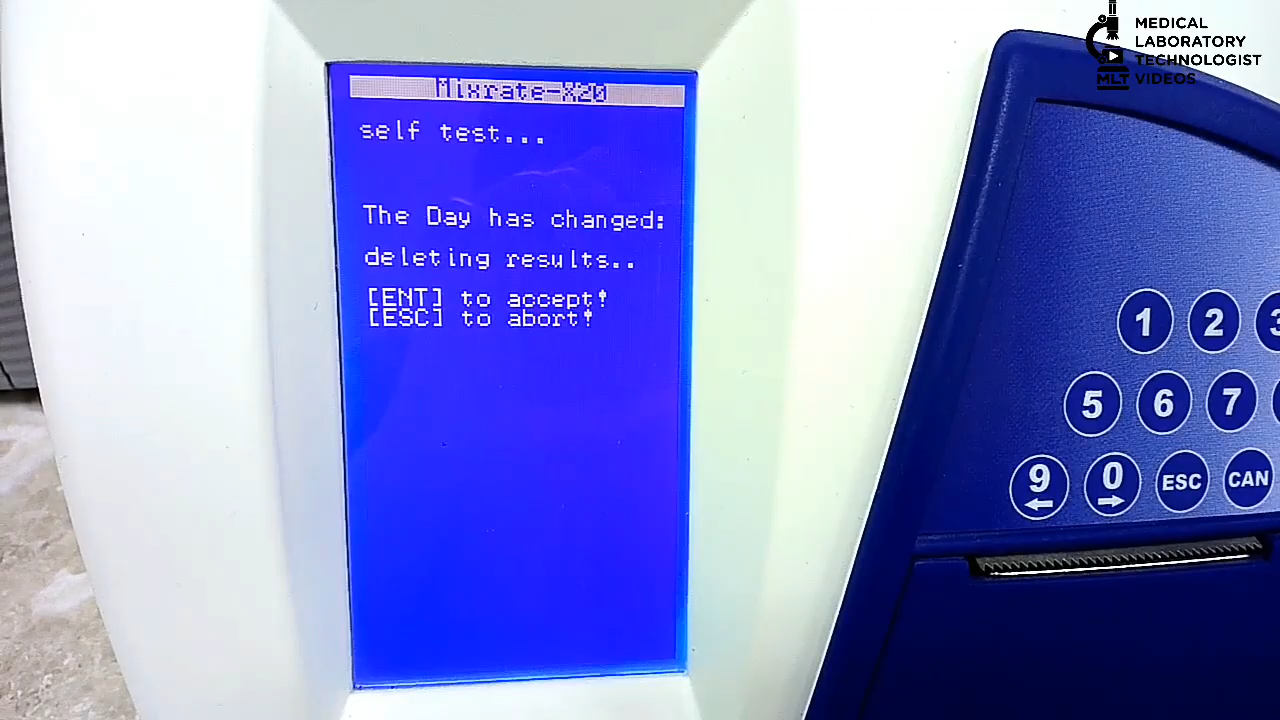 Mixrate-X20
self test...
The Day has changed:
deleting results..
[ENT] to accept!
[ESC] to abort!
MEDICAL
LABORATORY
TECHNOLOGIST
MLT VIDEOS
1 2 3
5 6 7
9 0 ESC CAN